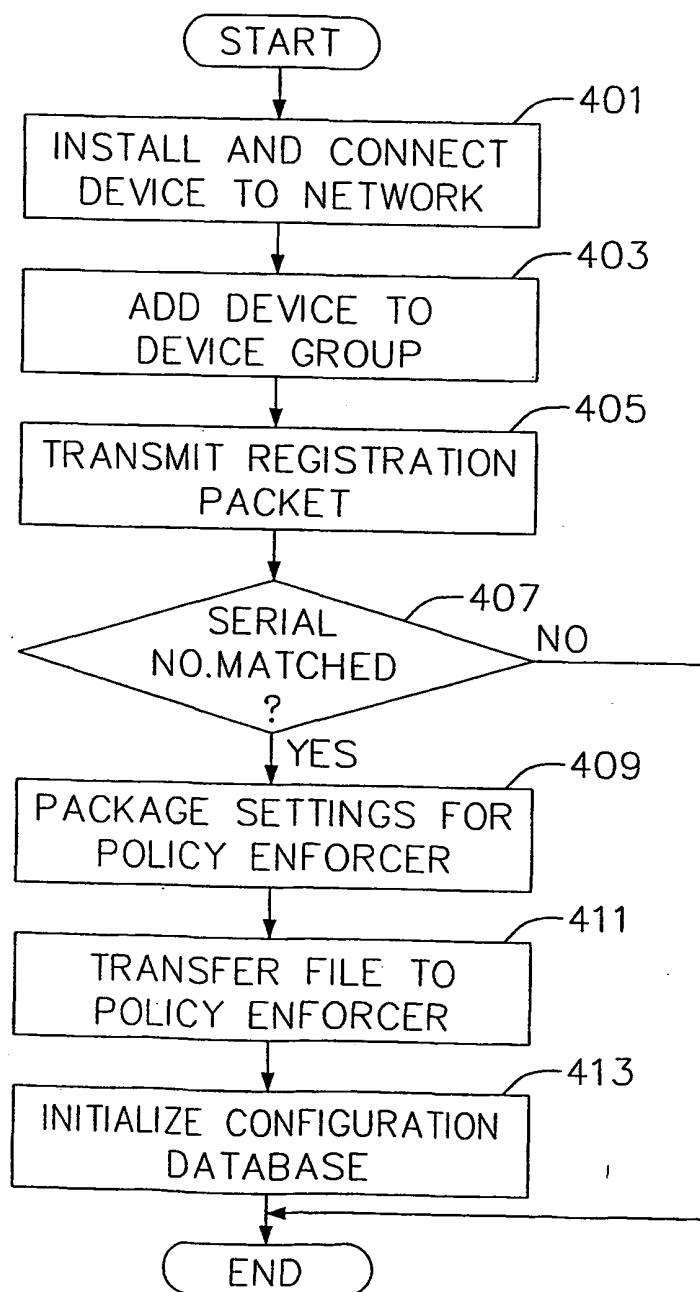 START
401
INSTALL AND CONNECT
DEVICE TO NETWORK
403
ADD DEVICE TO
DEVICE GROUP
405
TRANSMIT REGISTRATION
PACKET
407
SERIAL
NO.MATCHED
?
NO
YES
409
PACKAGE SETTINGS FOR
POLICY ENFORCER
411
TRANSFER FILE TO
POLICY ENFORCER
413
INITIALIZE CONFIGURATION
DATABASE
END